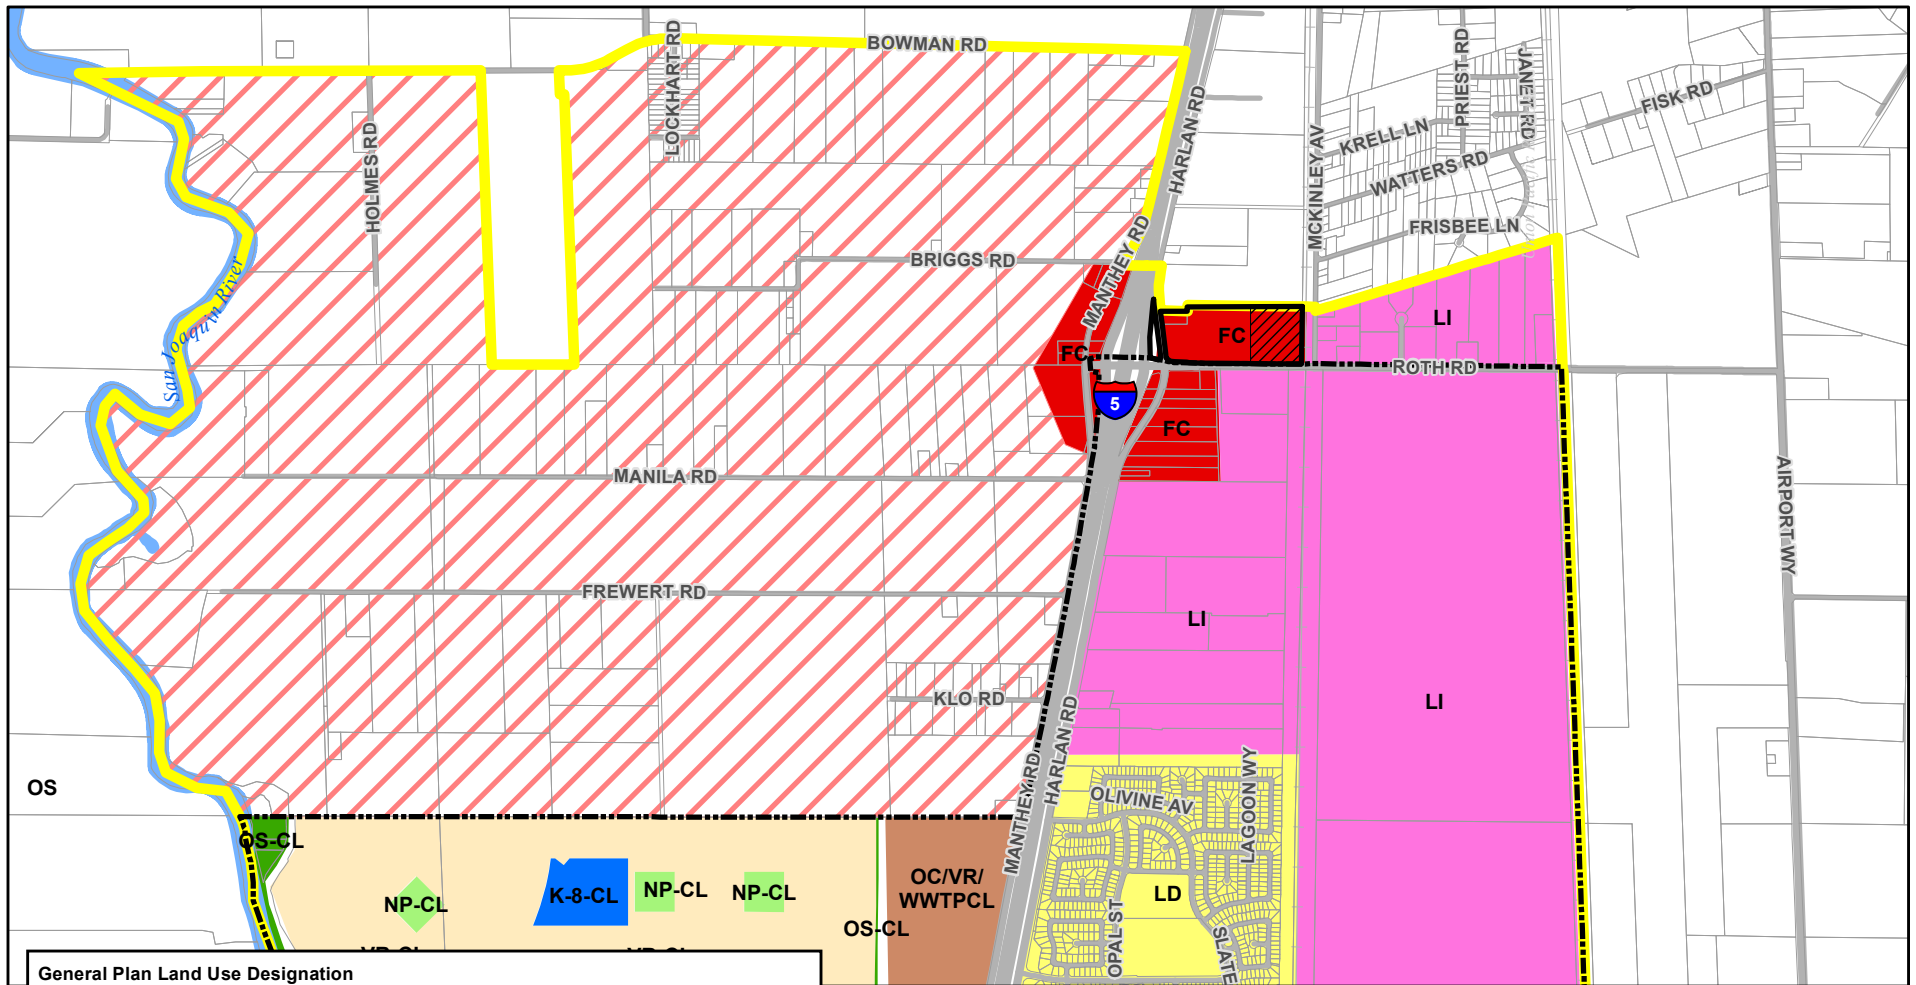 BOWMAN RD
LOCKHART RD
HOLMES RD
HARLAN RD
MCKINLEY AV
PRIEST RD
JANET RD
FISK RD
KRELL LN
WATTERS RD
FRISBEE LN
MANTHEY RD
BRIGGS RD
San Joaquin River
FC
FC
LI
ROTH RD
5
FC
MANILA RD
AIRPORT WY
FREWERT RD
LI
KLO RD
LI
HARLAN RD
MANTHEY RD
OS
OLIVINE AV
LAGOON WY
OS-CL
K-8-CL
NP-CL
NP-CL
NP-CL
OC/VR/
WWTPCL
LD
OS-CL
OPAL ST
SLATE
VR-CL
VR-CL
General Plan Land Use Designation